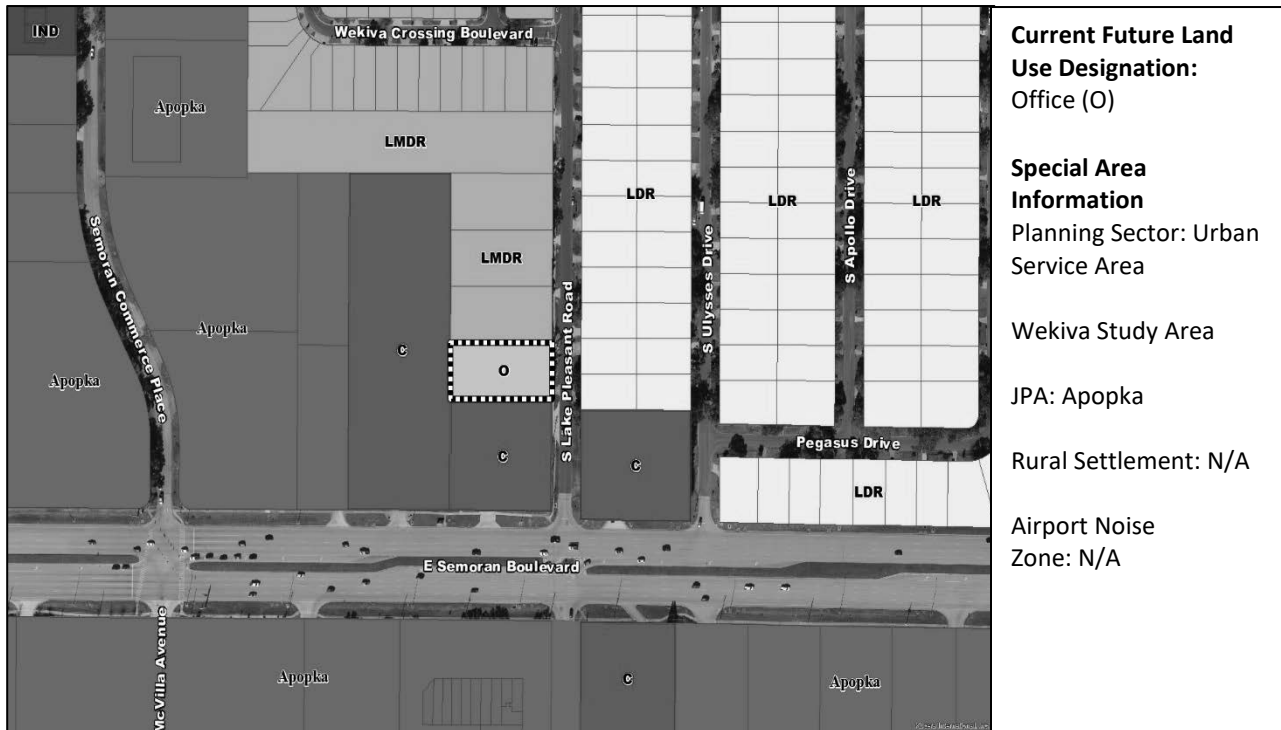 IND
Wekiva Crossing Boulevard
Apopka
LMDR
LDR
LDR
LDR
Semoran Commerce Place
S Lake Pleasant Road
S Ulysses Drive
S Apollo Drive
LMDR
Apopka
Apopka
C
O
C
C
Pegasus Drive
LDR
E Semoran Boulevard
McVilla Avenue
Apopka
C
Apopka
Current Future Land
Use Designation:
Office (O)
Special Area
Information
Planning Sector: Urban
Service Area
Wekiva Study Area
JPA: Apopka
Rural Settlement: N/A
Airport Noise
Zone: N/A